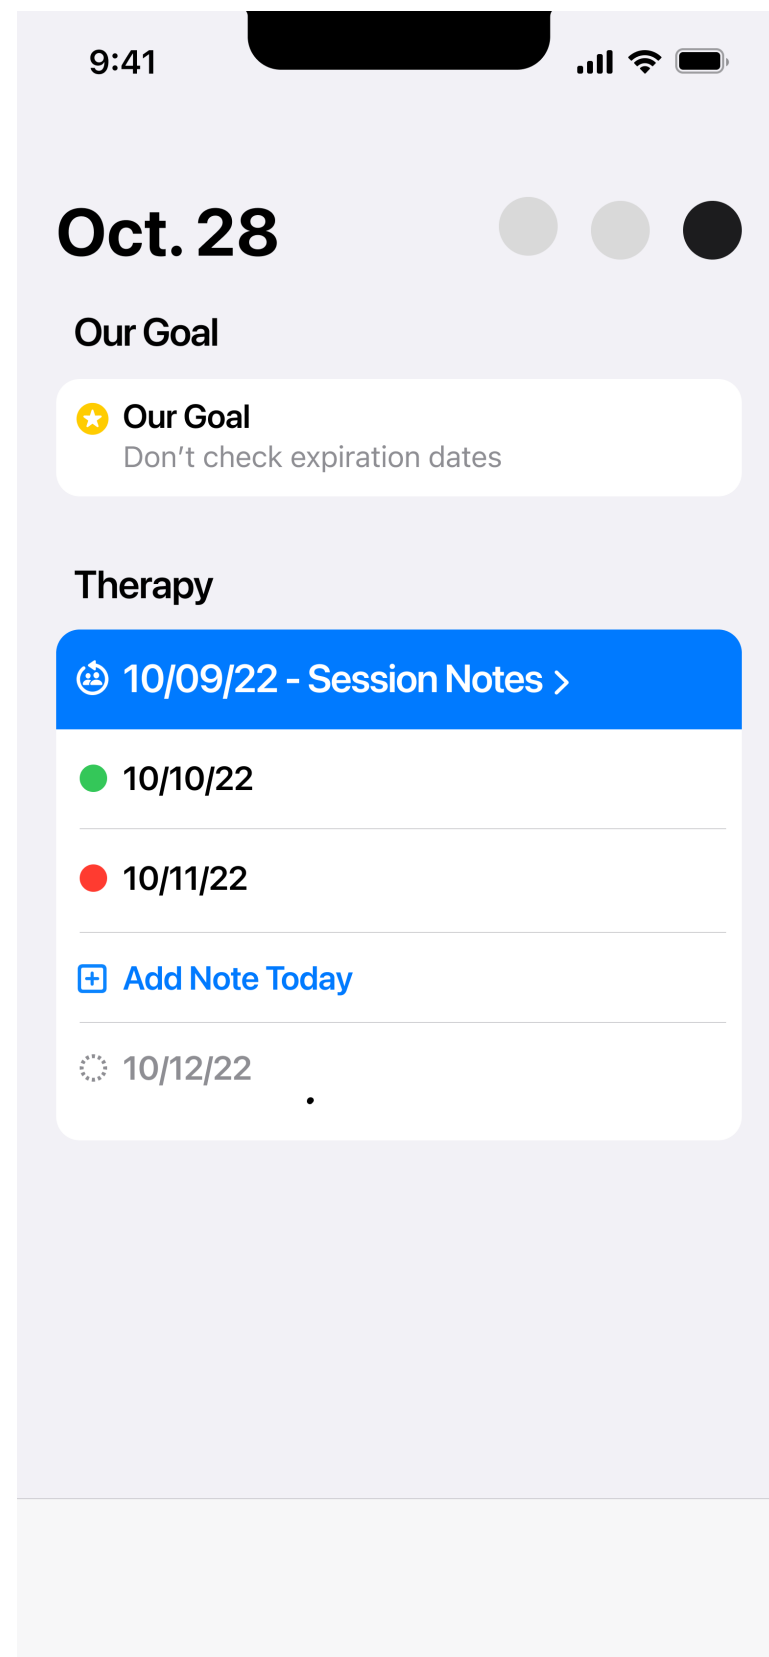 9:41
Oct. 28
Our Goal
Our Goal
Don't check expiration dates
Therapy
10/09/22 - Session Notes >
10/10/22
10/11/22
Add Note Today
10/12/22